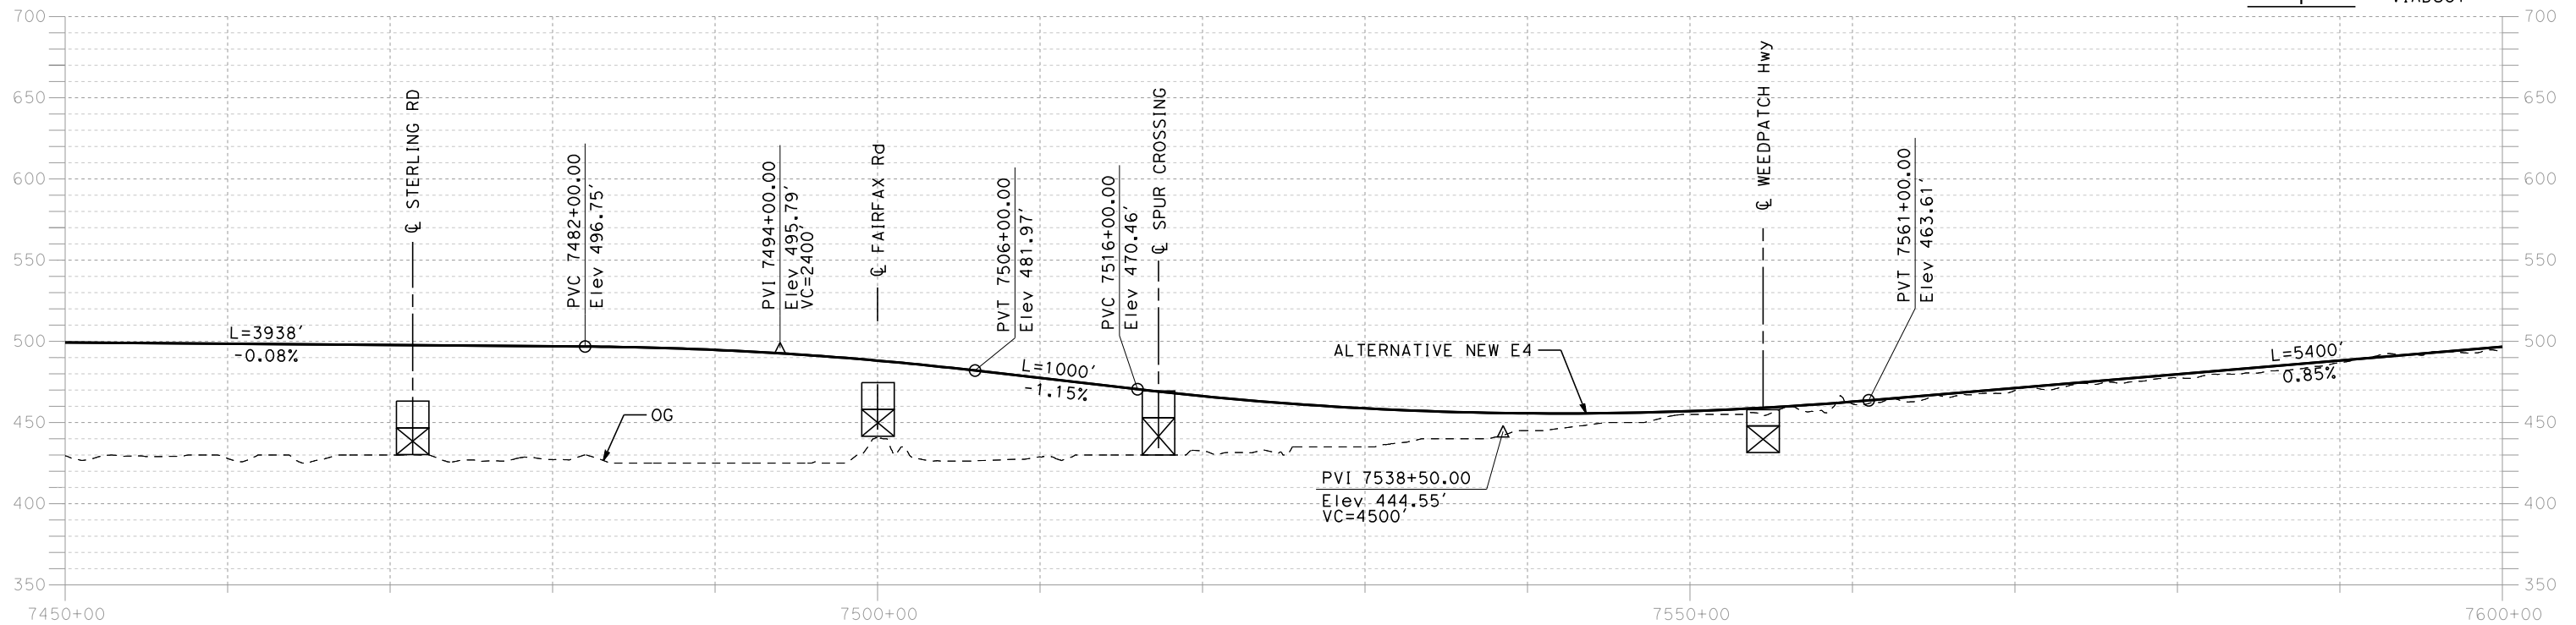 700
700
650
650
600
600
550
550
500
500
450
450
400
400
350
350
℄ STERLING RD
PVC 7482+00.00
Elev 496.75'
PVI 7494+00.00
Elev 495.79'
VC=2400'
℄ FAIRFAX Rd
PVT 7506+00.00
Elev 481.97'
PVC 7516+00.00
Elev 470.46'
℄ SPUR CROSSING
℄ WEEDPATCH Hwy
PVT 7561+00.00
Elev 463.61'
L=3938'
-0.08%
L=1000'
-1.15%
ALTERNATIVE NEW E4
L=5400'
0.85%
OG
PVI 7538+50.00
Elev 444.55'
VC=4500'
7450+00
7500+00
7550+00
7600+00